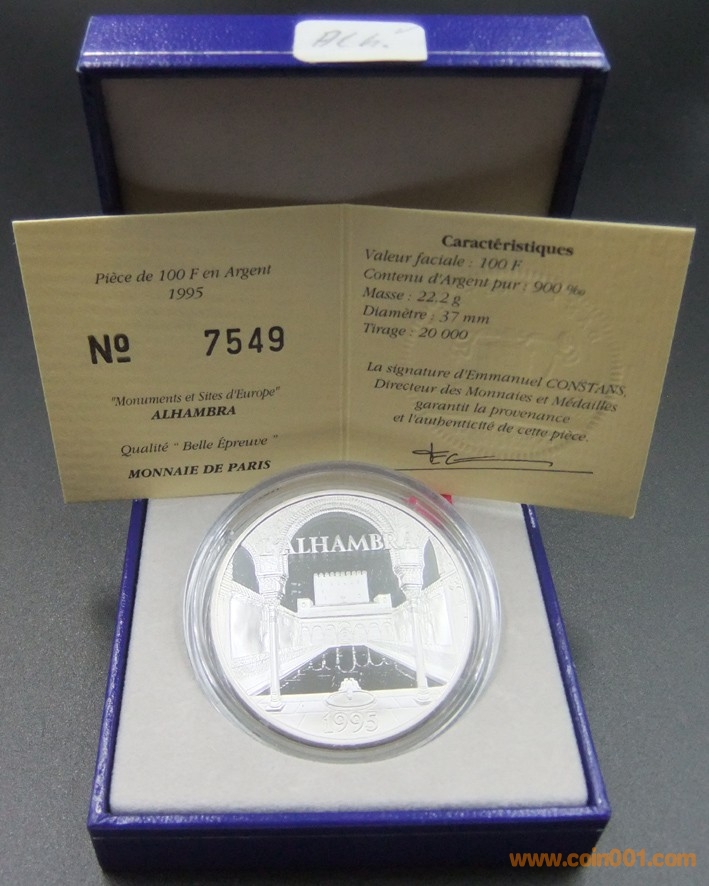 Pièce de 100 F en Argent
1995
Nº 7549
"Monuments et Sites d'Europe"
ALHAMBRA
Qualité " Belle Épreuve "
MONNAIE DE PARIS
Caractéristiques
Valeur faciale : 100 F
Contenu d'Argent pur : 900 ‰
Masse : 22,2 g
Diamètre : 37 mm
Tirage : 20 000
La signature d'Emmanuel CONSTANS,
Directeur des Monnaies et Médailles
garantit la provenance
et l'authenticité de cette pièce.
ALHAMBRA
1995
www.coin001.com